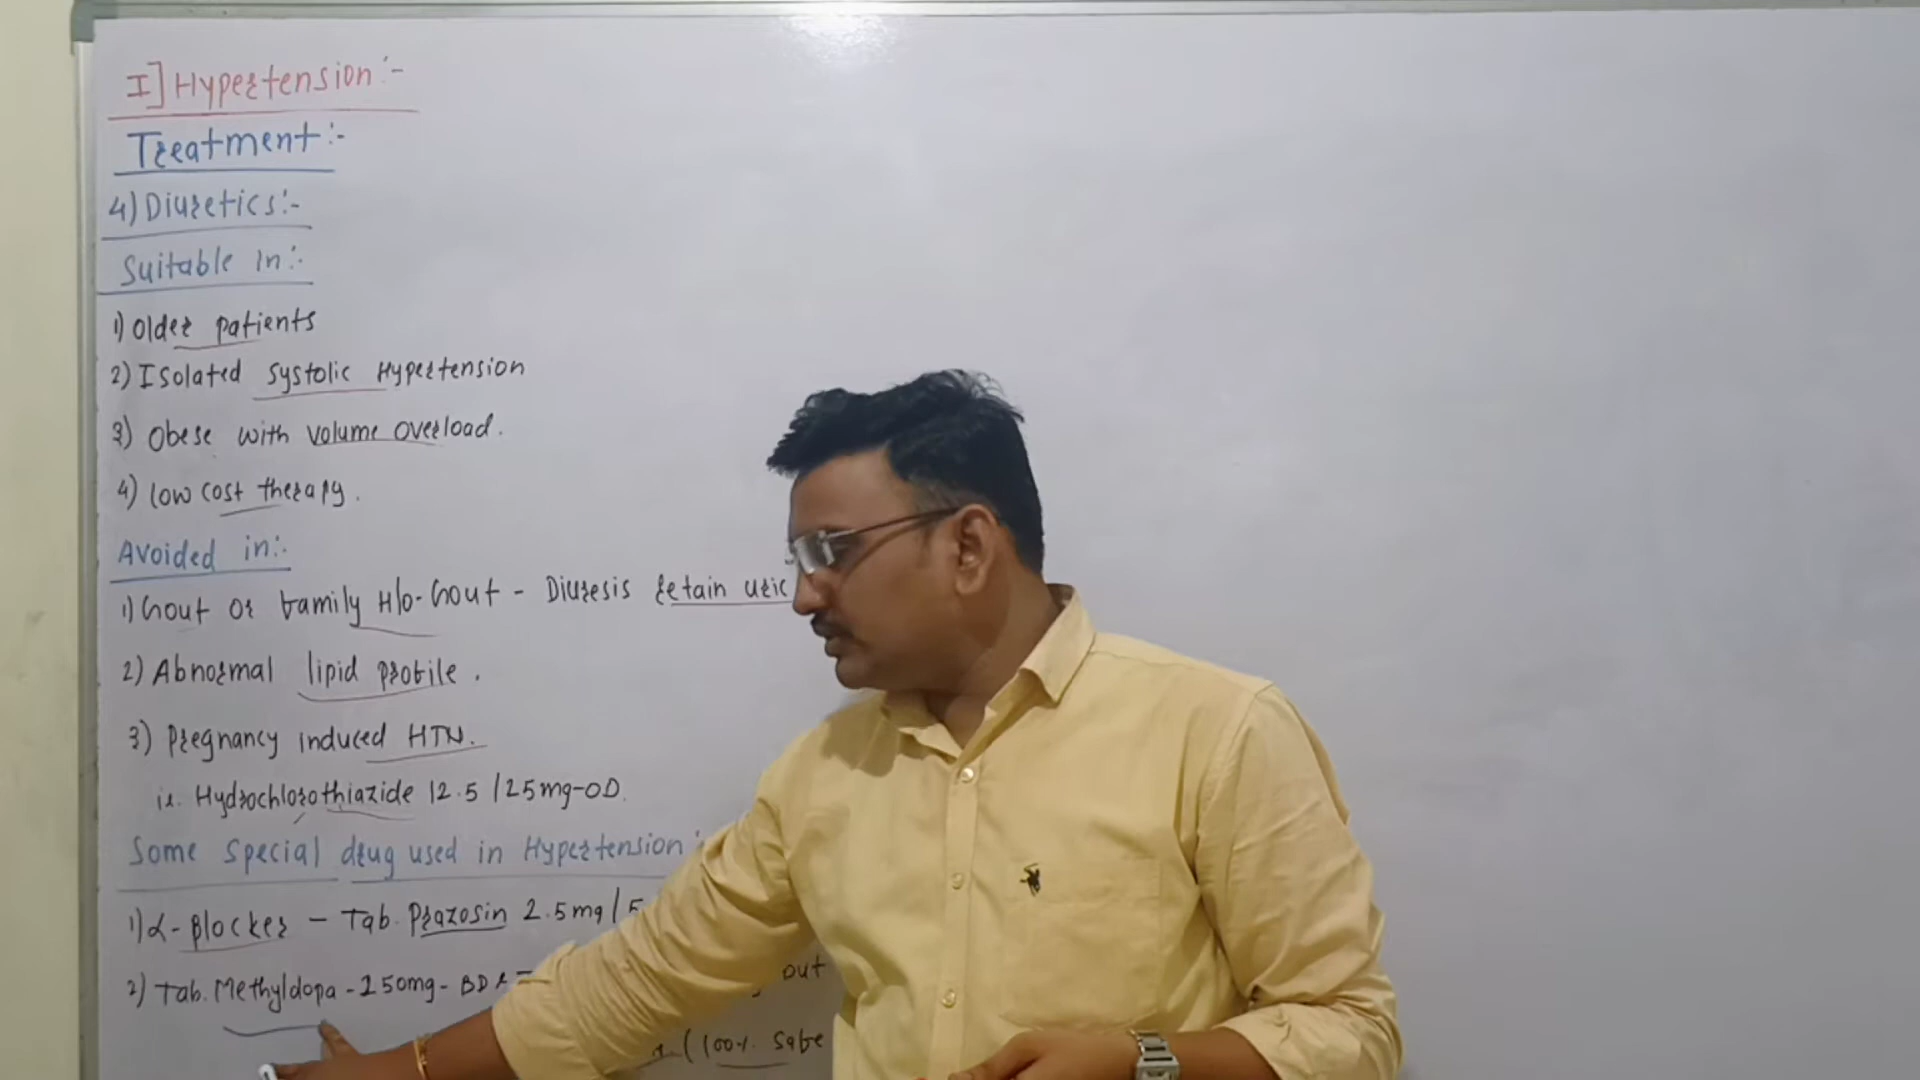 I] Hypertension:-
Treatment:-
4) Diuretics:-
Suitable in:-
1) Older patients
2) Isolated systolic Hypertension
3) Obese with volume overload.
4) low cost therapy.
Avoided in:-
1) Gout or family H/o-Gout - Diuresis retain uric
2) Abnormal lipid profile.
3) Pregnancy induced HTN.
i.e. Hydrochlorothiazide 12.5/25mg-OD.
Some special drug used in Hypertension:
1) α-Blocker - Tab. Prazosin 2.5mg/5
2) Tab. Methyldopa-250mg-BD & T
out
(100% safe